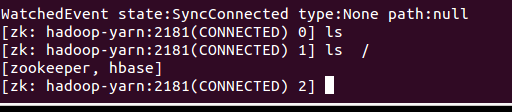 WatchedEvent state:SyncConnected type:None path:null
[zk: hadoop-yarn:2181(CONNECTED) 0] ls
[zk: hadoop-yarn:2181(CONNECTED) 1] ls  /
[zookeeper, hbase]
[zk: hadoop-yarn:2181(CONNECTED) 2]